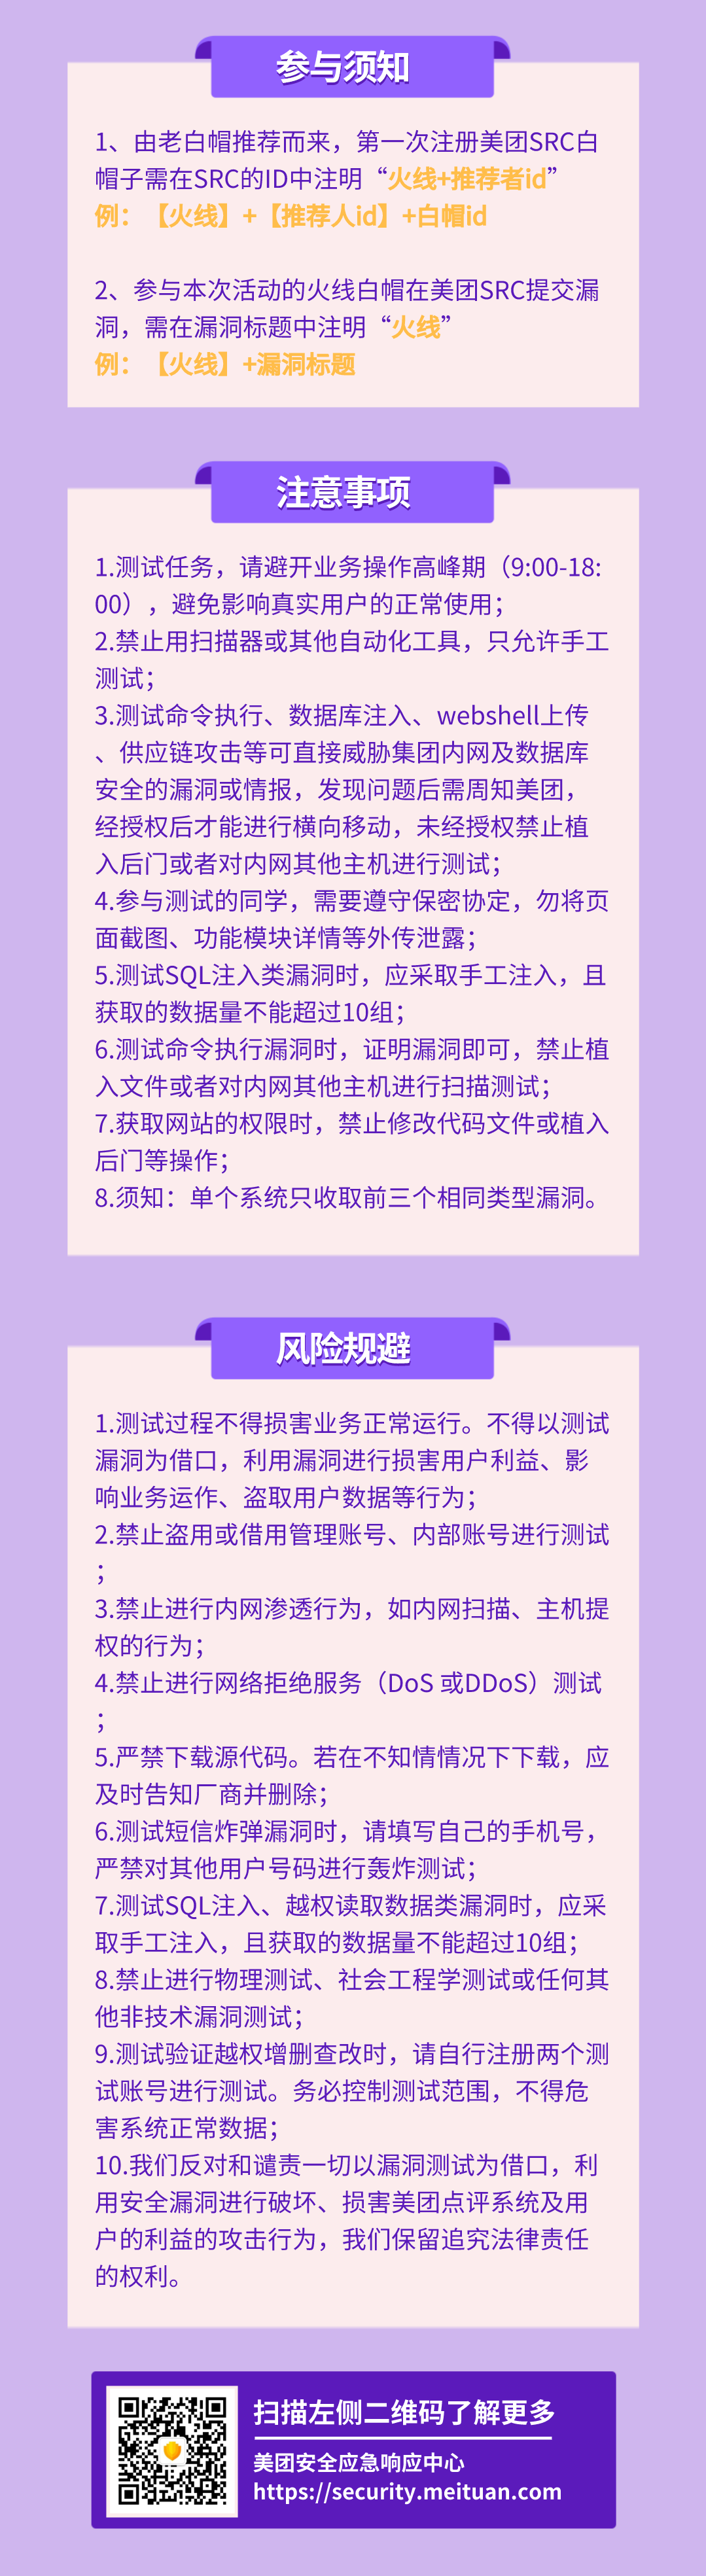 参与须知
1、由老白帽推荐而来，第一次注册美团SRC白
帽子需在SRC的ID中注明“火线+推荐者id”
例：【火线】+【推荐人id】+白帽id
2、参与本次活动的火线白帽在美团SRC提交漏
洞，需在漏洞标题中注明“火线”
例：【火线】+漏洞标题
注意事项
1.测试任务，请避开业务操作高峰期（9:00-18:
00），避免影响真实用户的正常使用；
2.禁止用扫描器或其他自动化工具，只允许手工
测试；
3.测试命令执行、数据库注入、webshell上传
、供应链攻击等可直接威胁集团内网及数据库
安全的漏洞或情报，发现问题后需周知美团，
经授权后才能进行横向移动，未经授权禁止植
入后门或者对内网其他主机进行测试；
4.参与测试的同学，需要遵守保密协定，勿将页
面截图、功能模块详情等外传泄露；
5.测试SQL注入类漏洞时，应采取手工注入，且
获取的数据量不能超过10组；
6.测试命令执行漏洞时，证明漏洞即可，禁止植
入文件或者对内网其他主机进行扫描测试；
7.获取网站的权限时，禁止修改代码文件或植入
后门等操作；
8.须知：单个系统只收取前三个相同类型漏洞。
风险规避
1.测试过程不得损害业务正常运行。不得以测试
漏洞为借口，利用漏洞进行损害用户利益、影
响业务运作、盗取用户数据等行为；
2.禁止盗用或借用管理账号、内部账号进行测试
；
3.禁止进行内网渗透行为，如内网扫描、主机提
权的行为；
4.禁止进行网络拒绝服务（DoS 或DDoS）测试
；
5.严禁下载源代码。若在不知情情况下下载，应
及时告知厂商并删除；
6.测试短信炸弹漏洞时，请填写自己的手机号，
严禁对其他用户号码进行轰炸测试；
7.测试SQL注入、越权读取数据类漏洞时，应采
取手工注入，且获取的数据量不能超过10组；
8.禁止进行物理测试、社会工程学测试或任何其
他非技术漏洞测试；
9.测试验证越权增删查改时，请自行注册两个测
试账号进行测试。务必控制测试范围，不得危
害系统正常数据；
10.我们反对和谴责一切以漏洞测试为借口，利
用安全漏洞进行破坏、损害美团点评系统及用
户的利益的攻击行为，我们保留追究法律责任
的权利。
扫描左侧二维码了解更多
美团安全应急响应中心
https://security.meituan.com